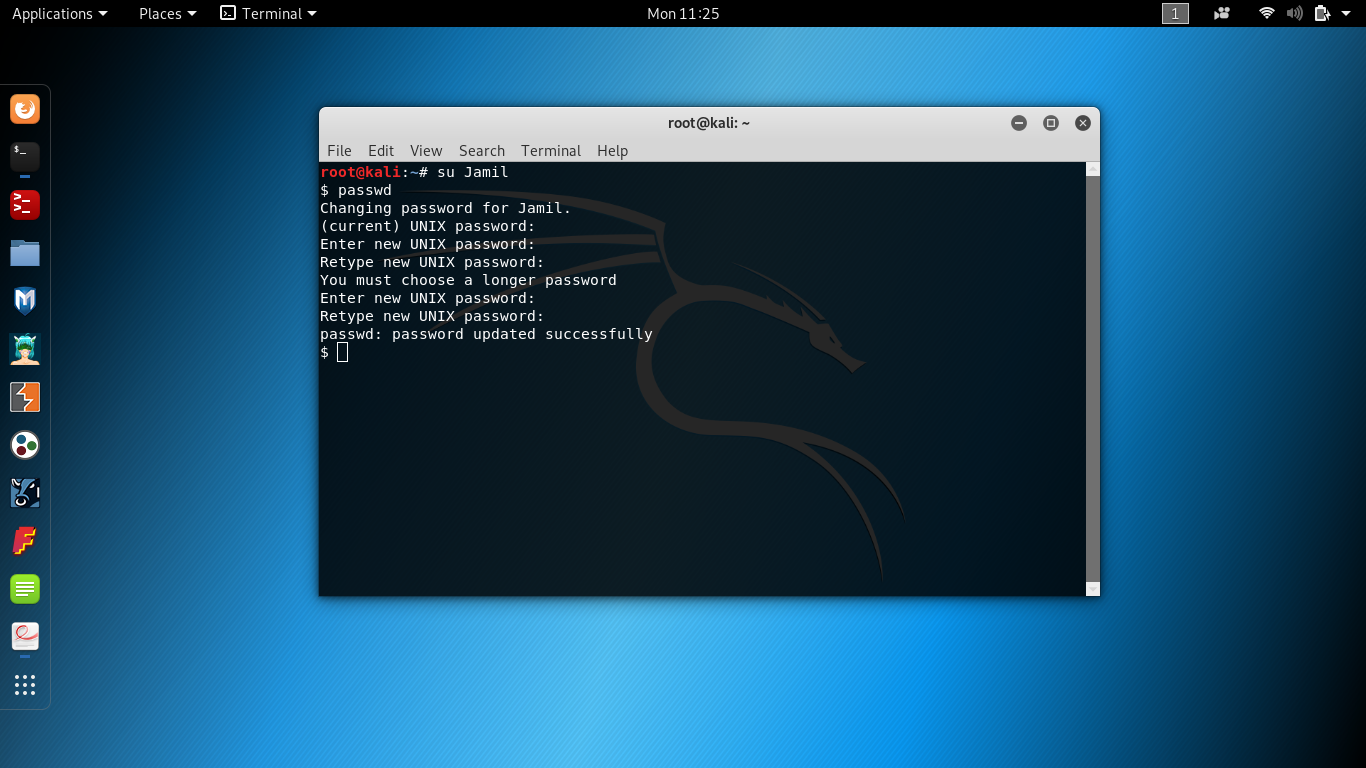 Applications Places Terminal Mon 11:25 1
root@kali: ~
File Edit View Search Terminal Help
root@kali:~# su Jamil
$ passwd
Changing password for Jamil.
(current) UNIX password:
Enter new UNIX password:
Retype new UNIX password:
You must choose a longer password
Enter new UNIX password:
Retype new UNIX password:
passwd: password updated successfully
$